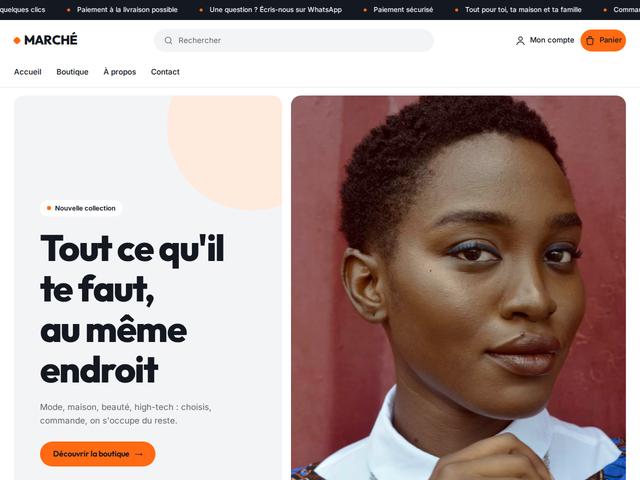 quelques clics • Paiement à la livraison possible • Une question ? Écris-nous sur WhatsApp • Paiement sécurisé • Tout pour toi, ta maison et ta famille •
MARCHÉ
Rechercher
Mon compte
Panier
Accueil Boutique À propos Contact
Nouvelle collection
Tout ce qu'il
te faut,
au même
endroit
Mode, maison, beauté, high-tech : choisis,
commande, on s'occupe du reste.
Découvrir la boutique →